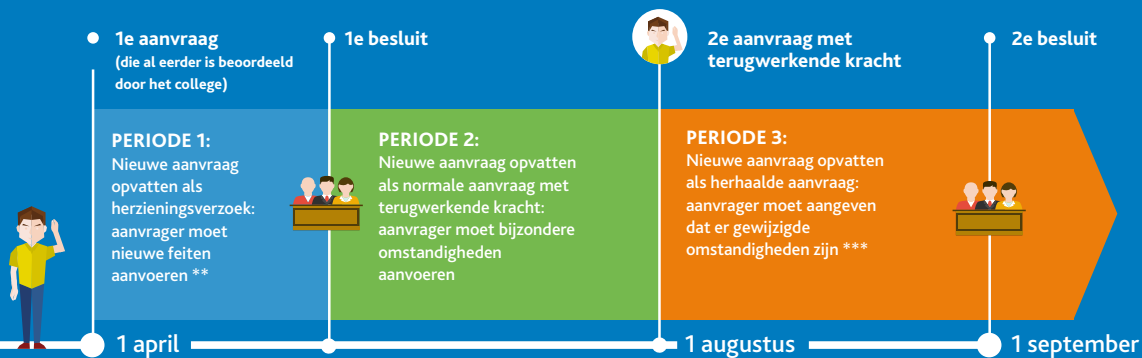 1e aanvraag
(die al eerder is beoordeeld
door het college)
1e besluit
2e aanvraag met
terugwerkende kracht
2e besluit
PERIODE 1:
Nieuwe aanvraag
opvatten als
herzieningsverzoek:
aanvrager moet
nieuwe feiten
aanvoeren **
PERIODE 2:
Nieuwe aanvraag opvatten
als normale aanvraag met
terugwerkende kracht:
aanvrager moet bijzondere
omstandigheden
aanvoeren
PERIODE 3:
Nieuwe aanvraag opvatten
als herhaalde aanvraag:
aanvrager moet aangeven
dat er gewijzigde
omstandigheden zijn ***
1 april
1 augustus
1 september